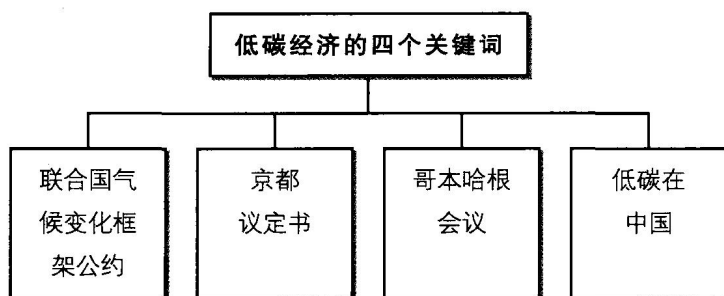 低碳经济的四个关键词
联合国气
候变化框
架公约
京都
议定书
哥本哈根
会议
低碳在
中国